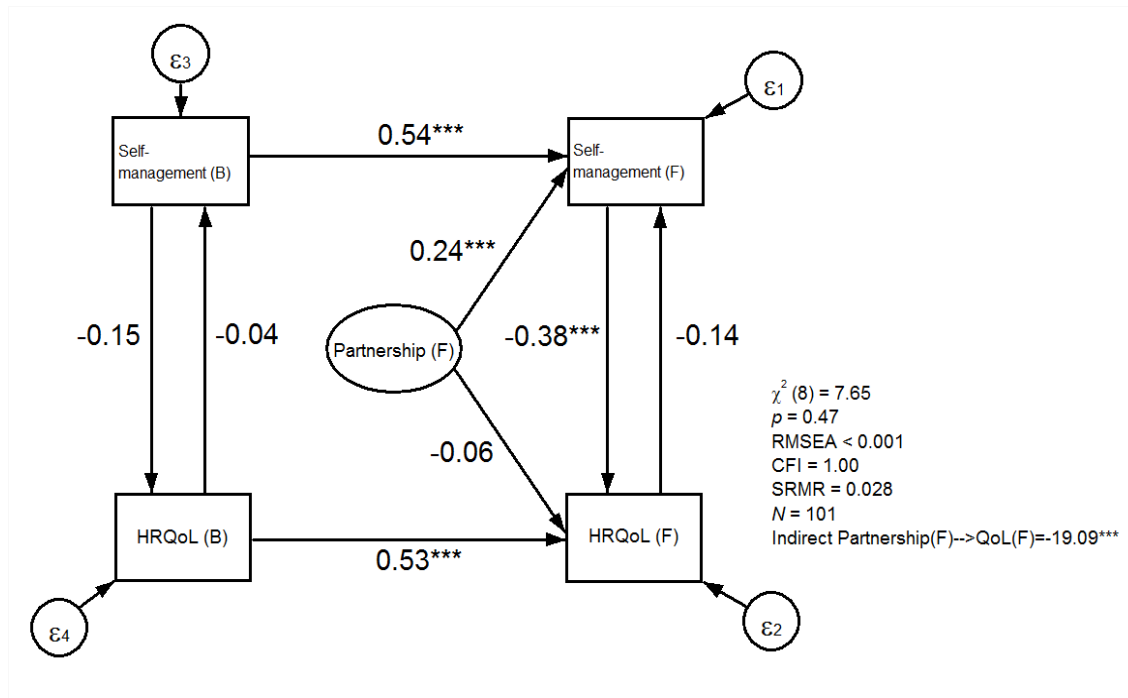 ε3
ε1
Self-
management (B)
0.54***
Self-
management (F)
0.24***
-0.15
-0.04
Partnership (F)
-0.38***
-0.14
-0.06
χ² (8) = 7.65
p = 0.47
RMSEA < 0.001
CFI = 1.00
SRMR = 0.028
N = 101
Indirect Partnership(F)-->QoL(F)=-19.09***
HRQoL (B)
0.53***
HRQoL (F)
ε4
ε2